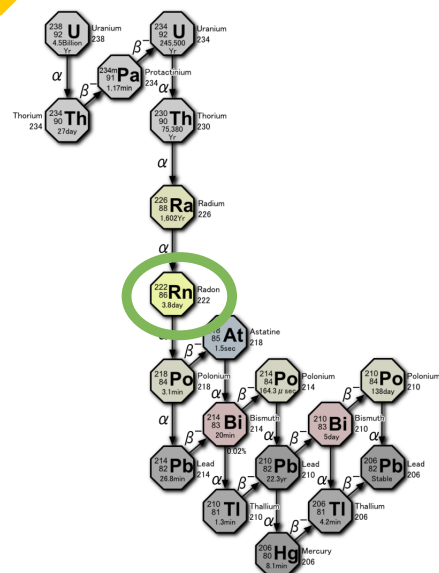 238
92 U
4.5Billion
Yr
Uranium
238
234
92 U
245,500
Yr
Uranium
234
β−
234m
91 Pa
1.17min
Protactinium
234
α
β−
α
Thorium
234
234
90 Th
27day
230
90 Th
75,380
Yr
Thorium
230
α
226
88 Ra
1,602Yr
Radium
226
α
222
86 Rn
3.8day
Radon
222
85 At
1.5sec
Astatine
218
β−
218
84 Po
3.1min
Polonium
218
214
84 Po
164.3 μ sec
Polonium
214
210
84 Po
138day
Polonium
210
α
β−
α
β−
α
214
83 Bi
20min
Bismuth
214
0.02%
210
83 Bi
5day
Bismuth
210
α
β−
α
β−
α
214
82 Pb
26.8min
Lead
214
210
82 Pb
22.3yr
Lead
210
206
82 Pb
Stable
Lead
206
β−
β−
210
81 Tl
1.3min
Thallium
210
206
81 Tl
4.2min
Thallium
206
α
β−
206
80 Hg
8.1min
Mercury
206